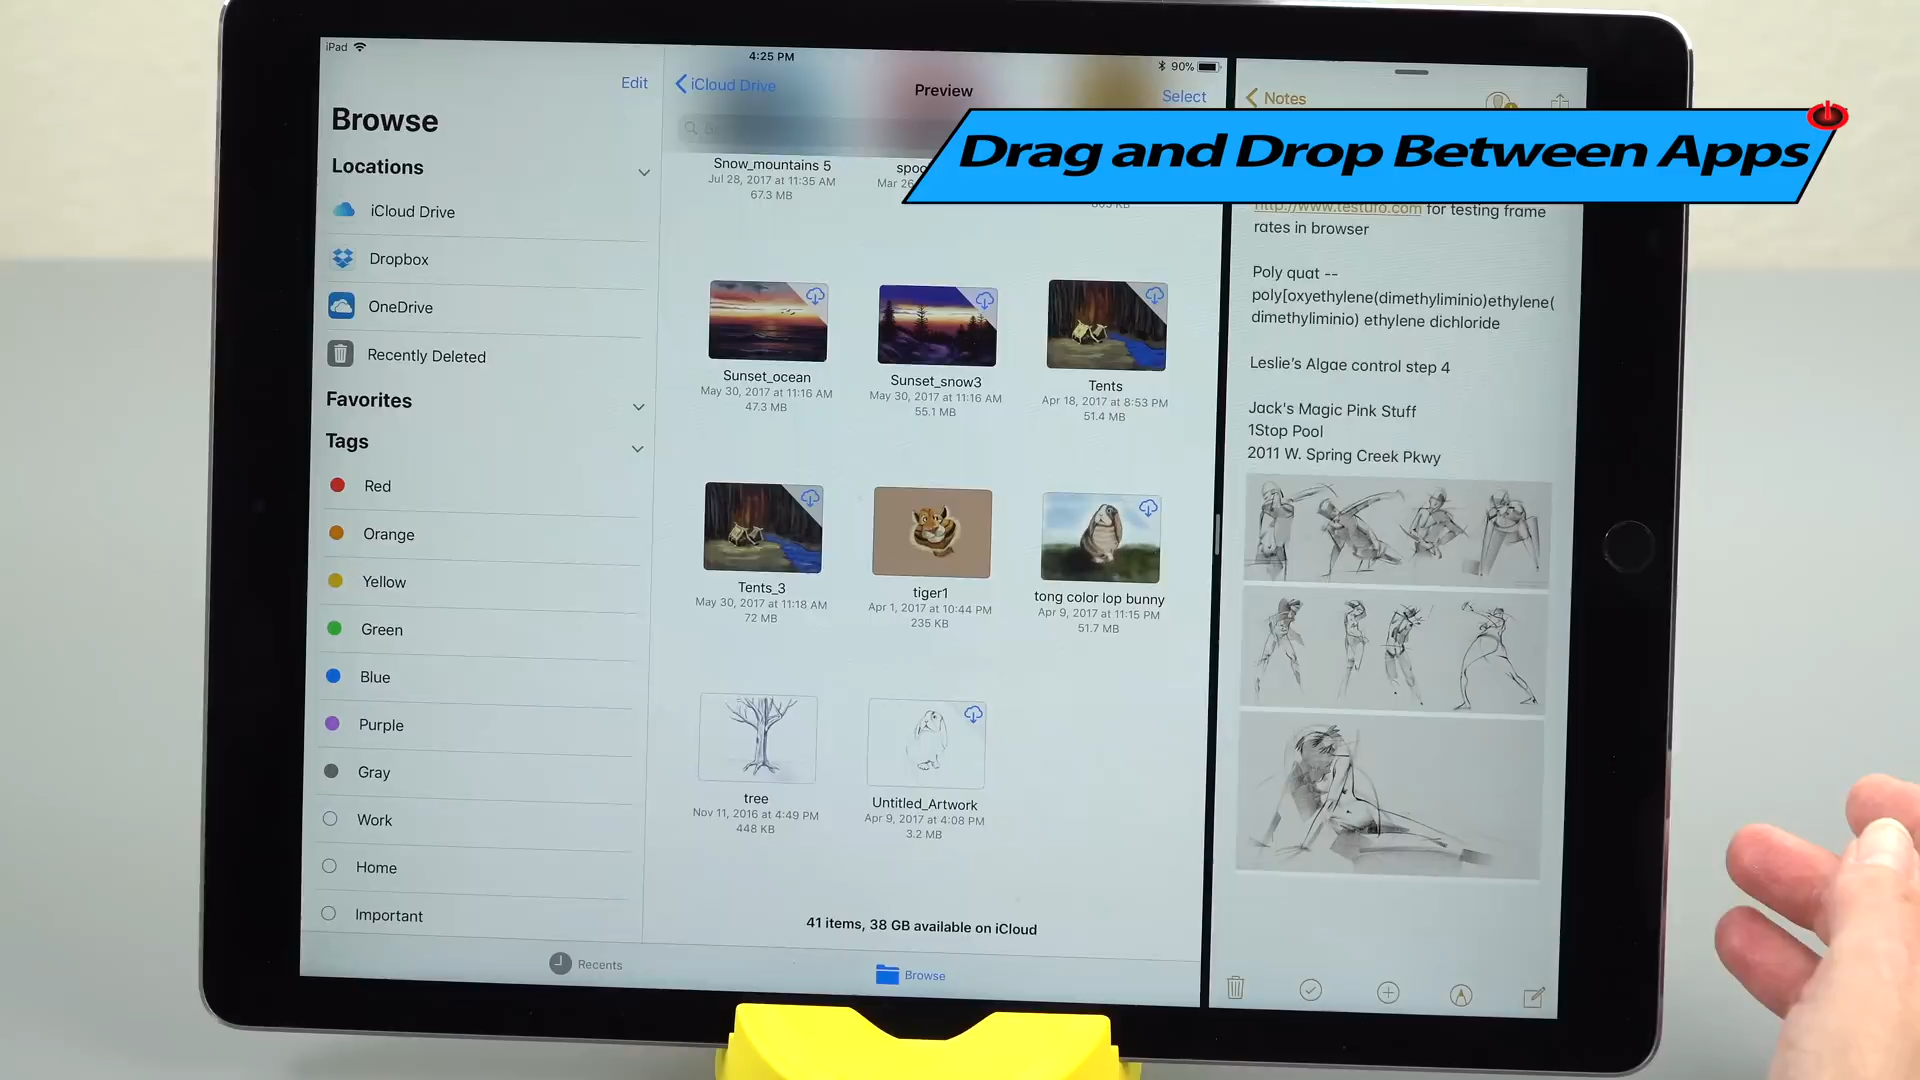 iPad
4:25 PM
90%
Edit
iCloud Drive
Preview
Select
Notes
Drag and Drop Between Apps
Browse
Locations
iCloud Drive
Dropbox
OneDrive
Recently Deleted
Favorites
Tags
Red
Orange
Yellow
Green
Blue
Purple
Gray
Work
Home
Important
Snow_mountains 5
Jul 28, 2017 at 11:35 AM
67.3 MB
Sunset_ocean
May 30, 2017 at 11:16 AM
47.3 MB
Sunset_snow3
May 30, 2017 at 11:16 AM
55.1 MB
Tents
Apr 18, 2017 at 8:53 PM
51.4 MB
Tents_3
May 30, 2017 at 11:18 AM
72 MB
tiger1
Apr 1, 2017 at 10:44 PM
235 KB
tong color lop bunny
Apr 9, 2017 at 11:15 PM
51.7 MB
tree
Nov 11, 2016 at 4:49 PM
448 KB
Untitled_Artwork
Apr 9, 2017 at 4:08 PM
3.2 MB
41 items, 38 GB available on iCloud
Recents
Browse
http://www.testufo.com for testing frame
rates in browser
Poly quat --
poly[oxyethylene(dimethyliminio)ethylene(
dimethyliminio) ethylene dichloride
Leslie's Algae control step 4
Jack's Magic Pink Stuff
1Stop Pool
2011 W. Spring Creek Pkwy